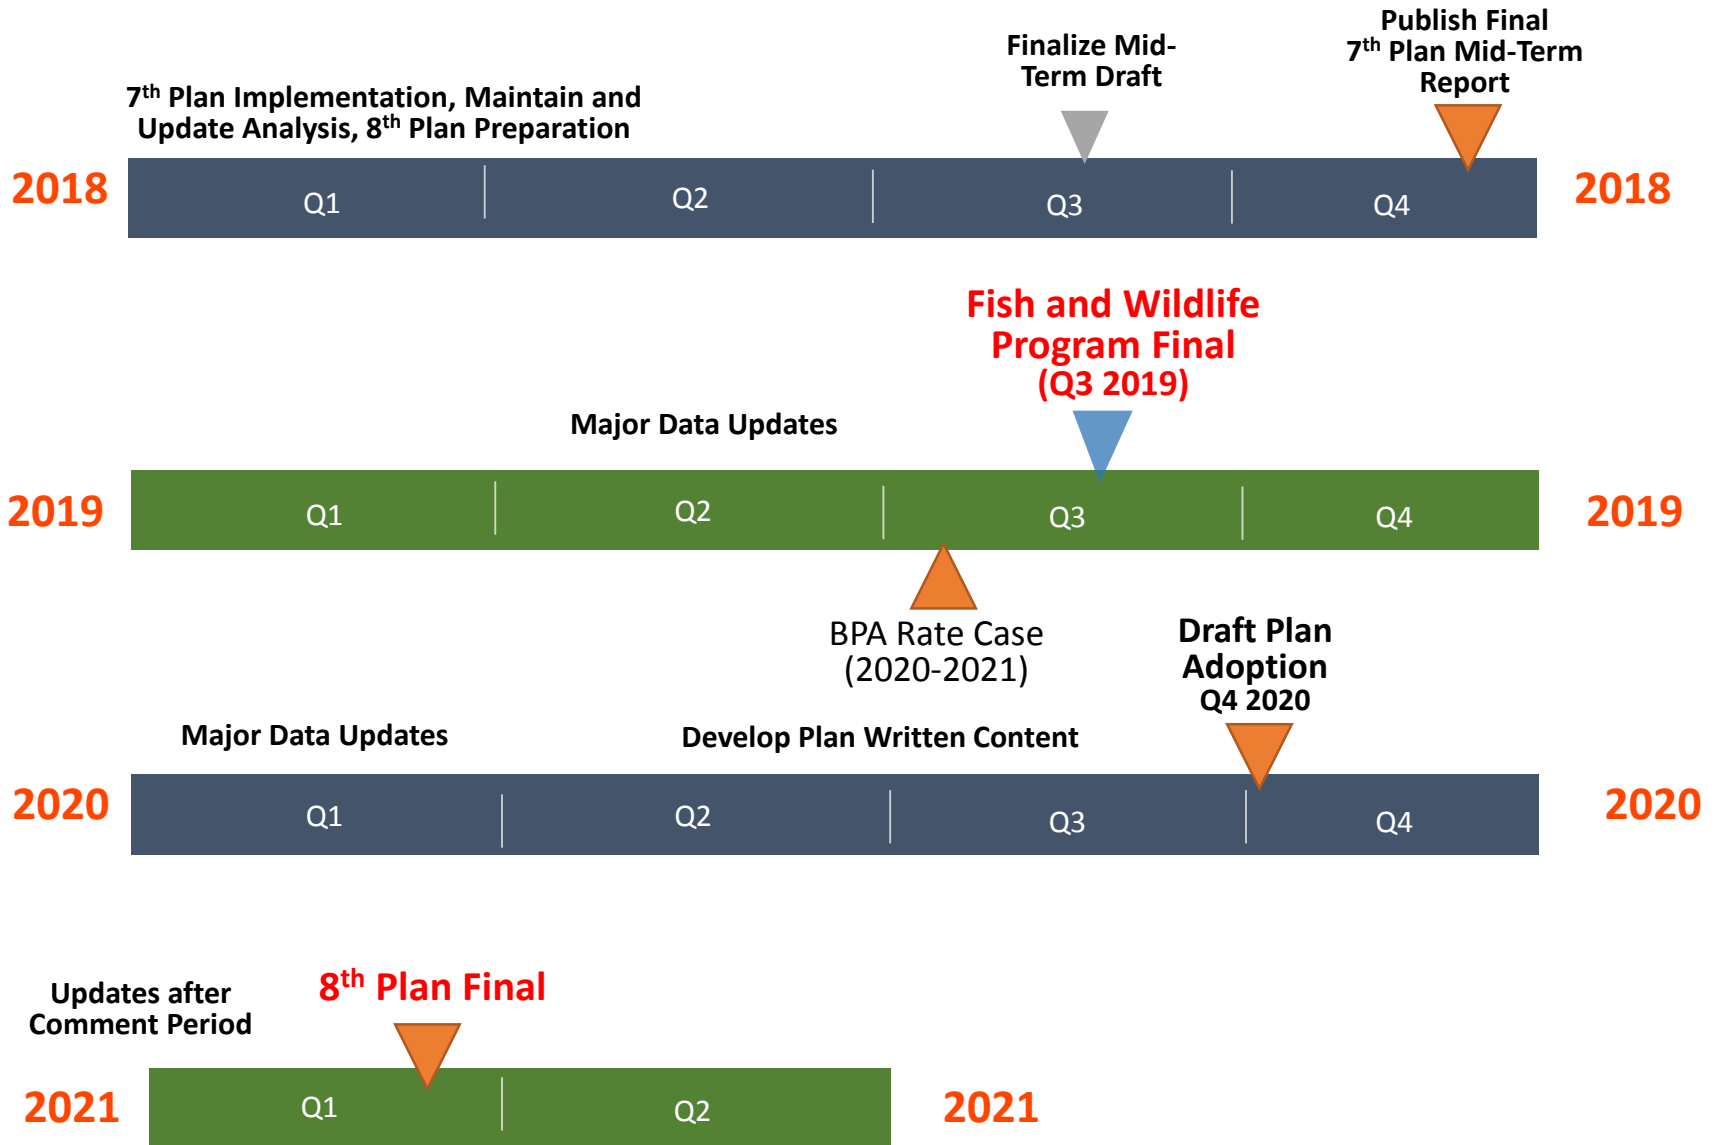 Publish Final
7th Plan Mid-Term
Report
Finalize Mid-
Term Draft
7th Plan Implementation, Maintain and
Update Analysis, 8th Plan Preparation
2018
Q1
Q2
Q3
Q4
2018
Fish and Wildlife
Program Final
(Q3 2019)
Major Data Updates
2019
Q1
Q2
Q3
Q4
2019
BPA Rate Case
(2020-2021)
Draft Plan
Adoption
Q4 2020
Major Data Updates
Develop Plan Written Content
2020
Q1
Q2
Q3
Q4
2020
Updates after
Comment Period
8th Plan Final
2021
Q1
Q2
2021